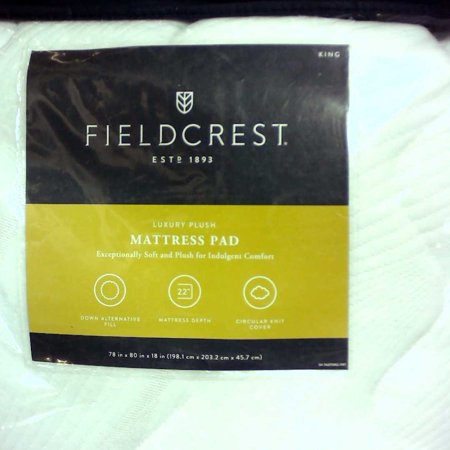 KING
FIELDCREST®
ESTD 1893
LUXURY PLUSH
MATTRESS PAD
Exceptionally Soft and Plush for Indulgent Comfort
22"
DOWN ALTERNATIVE
FILL
MATTRESS DEPTH
CIRCULAR KNIT
COVER
78 in x 80 in x 18 in (198.1 cm x 203.2 cm x 45.7 cm)